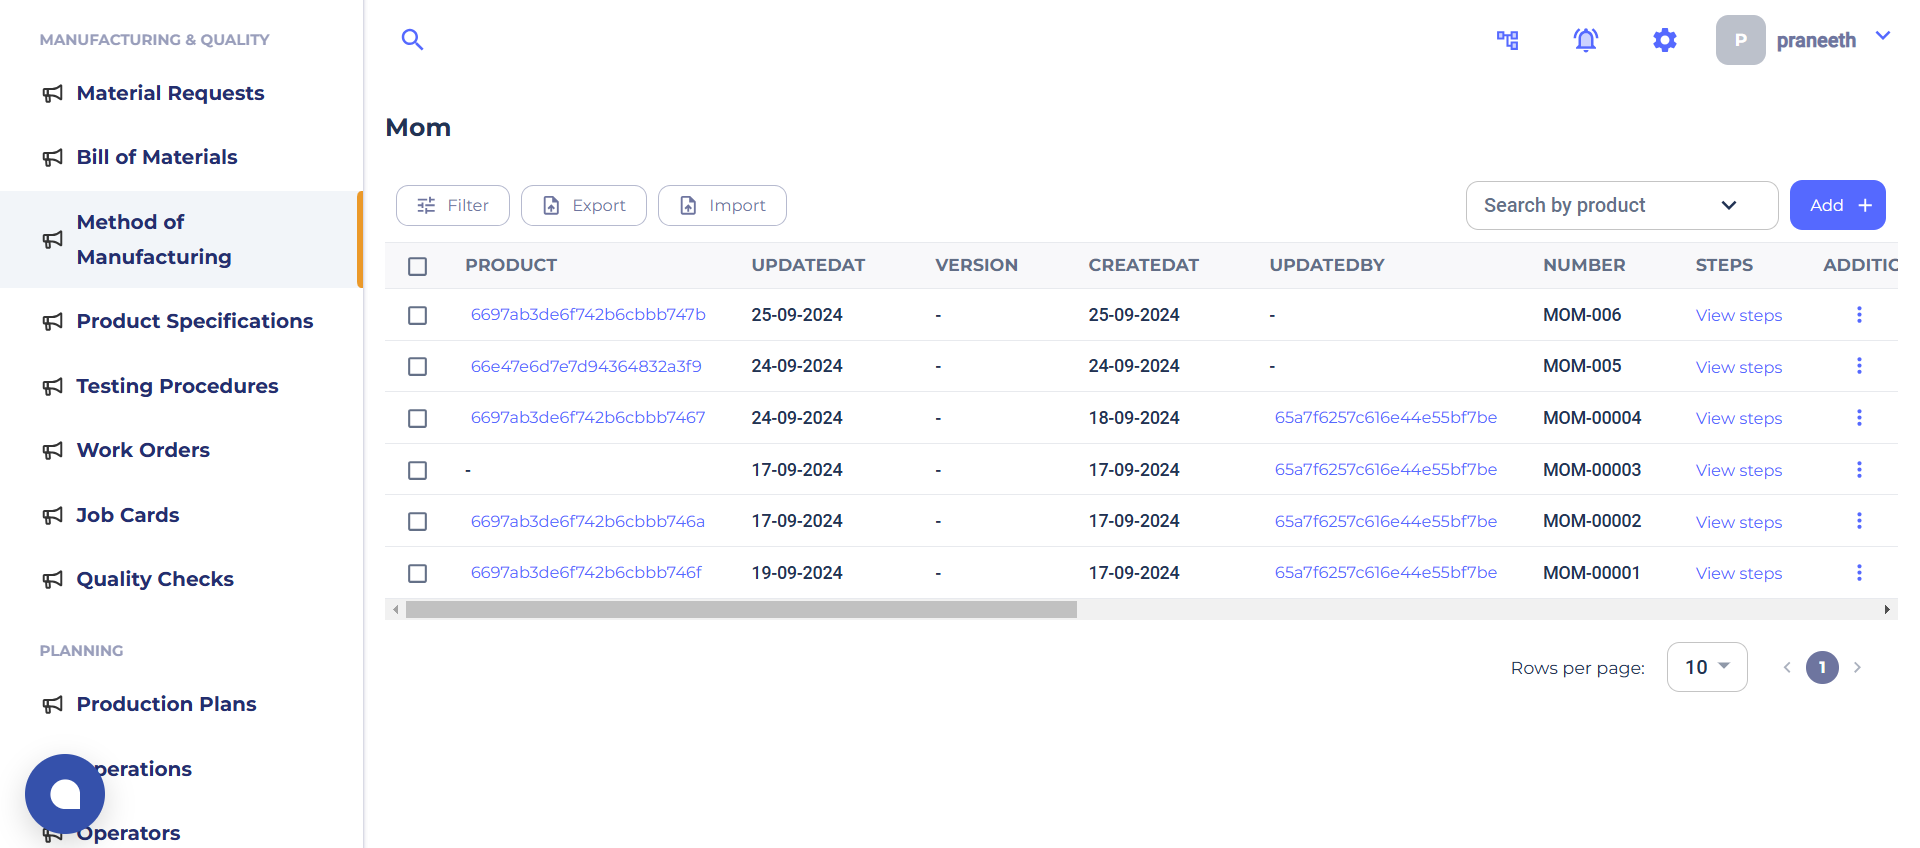 MANUFACTURING & QUALITY
Material Requests
Bill of Materials
Method of
Manufacturing
Product Specifications
Testing Procedures
Work Orders
Job Cards
Quality Checks
PLANNING
Production Plans
perations
Operators
P praneeth
Mom
Filter Export Import Search by product Add +
PRODUCT UPDATEDAT VERSION CREATEDAT UPDATEDBY NUMBER STEPS ADDITIO
6697ab3de6f742b6cbbb747b 25-09-2024 - 25-09-2024 - MOM-006 View steps
66e47e6d7e7d94364832a3f9 24-09-2024 - 24-09-2024 - MOM-005 View steps
6697ab3de6f742b6cbbb7467 24-09-2024 - 18-09-2024 65a7f6257c616e44e55bf7be MOM-00004 View steps
- 17-09-2024 - 17-09-2024 65a7f6257c616e44e55bf7be MOM-00003 View steps
6697ab3de6f742b6cbbb746a 17-09-2024 - 17-09-2024 65a7f6257c616e44e55bf7be MOM-00002 View steps
6697ab3de6f742b6cbbb746f 19-09-2024 - 17-09-2024 65a7f6257c616e44e55bf7be MOM-00001 View steps
Rows per page: 10 1